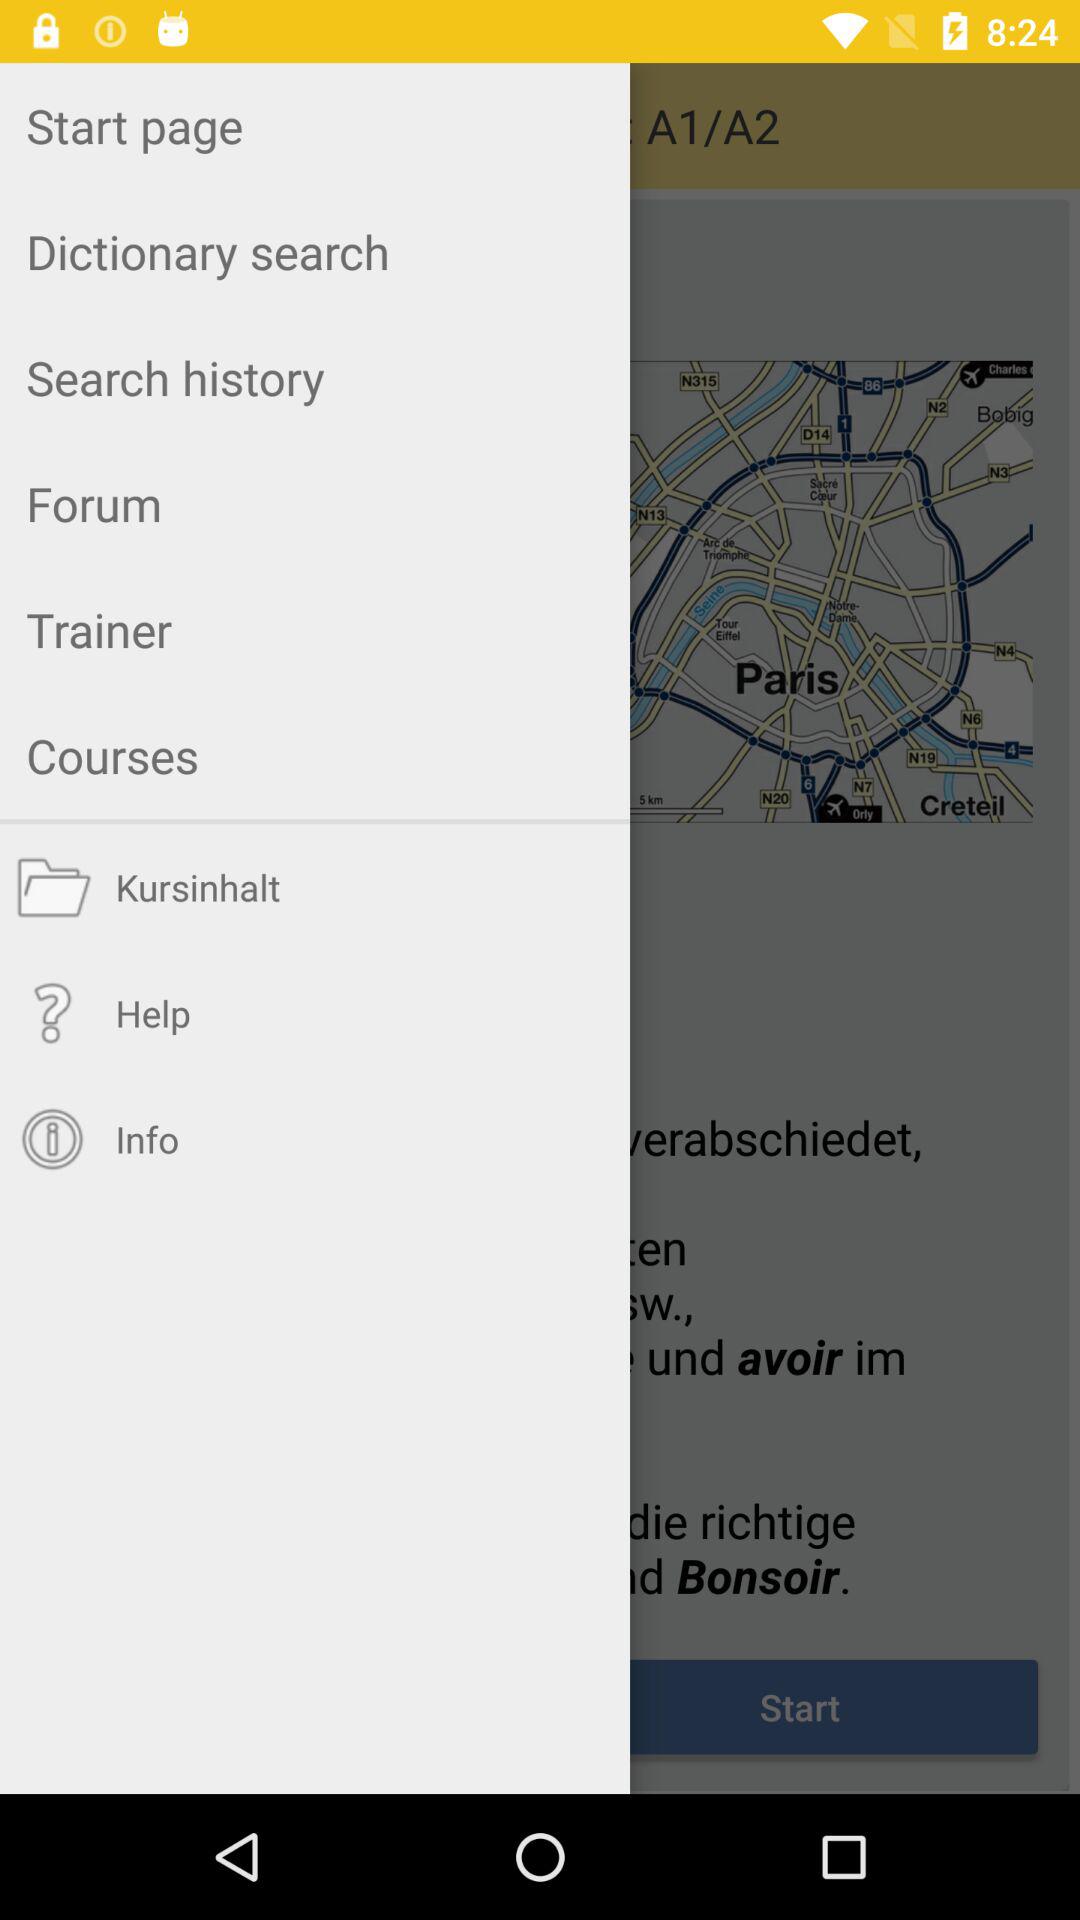 8:24
Start page
: A1/A2
Dictionary search
Search history
Forum
Trainer
Courses
Kursinhalt
Help
Info
N315
86
Charles
N2
Bobig
1
D14
N3
Sacré
Cœur
N13
Arc de
Triomphe
Seine
Notre-
Dame
Tour
Eiffel
N4
Paris
N6
4
N19
6
N7
5 km
N20
Orly
Creteil
verabschiedet,
ten
sw.,
und avoir im
die richtige
nd Bonsoir.
Start